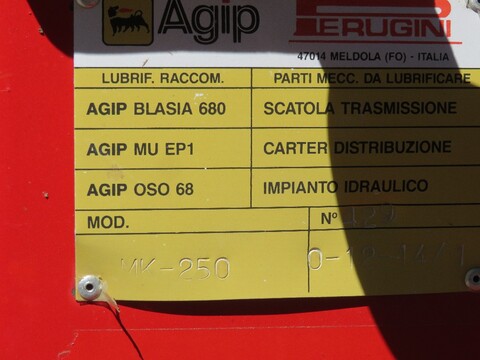 Agip PERUGINI
47014 MELDOLA (FO) - ITALIA
LUBRIF. RACCOM. PARTI MECC. DA LUBRIFICARE
AGIP BLASIA 680 SCATOLA TRASMISSIONE
AGIP MU EP1 CARTER DISTRIBUZIONE
AGIP OSO 68 IMPIANTO IDRAULICO
MOD. Nº
MK-250